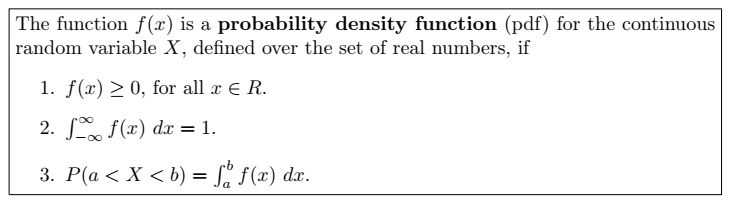 The function f(x) is a probability density function (pdf) for the continuous
random variable X, defined over the set of real numbers, if
1. f(x) ≥ 0, for all x ∈ R.
2. ∫_{-∞}^{∞} f(x) dx = 1.
3. P(a < X < b) = ∫_a^b f(x) dx.